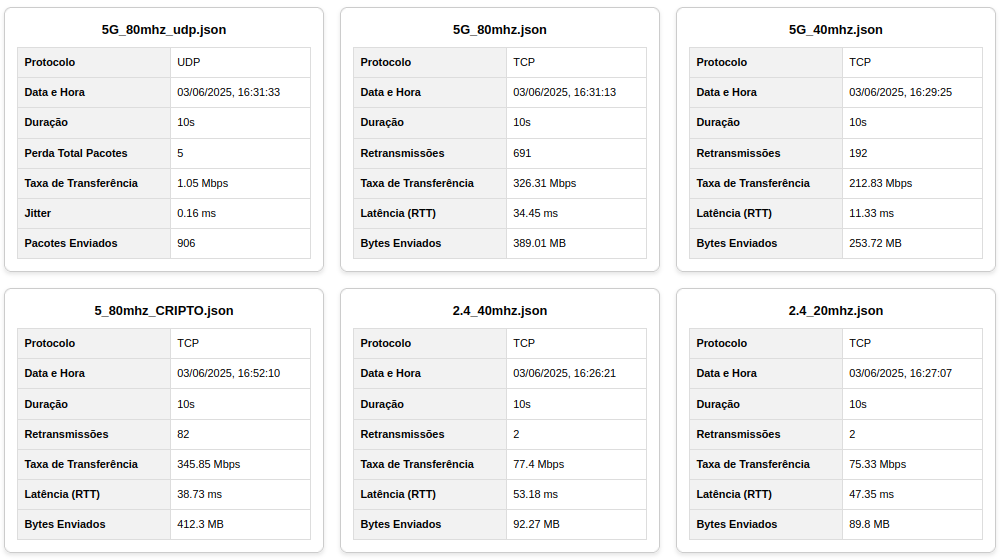 5G_80mhz_udp.json
Protocolo UDP
Data e Hora 03/06/2025, 16:31:33
Duração 10s
Perda Total Pacotes 5
Taxa de Transferência 1.05 Mbps
Jitter 0.16 ms
Pacotes Enviados 906
5G_80mhz.json
Protocolo TCP
Data e Hora 03/06/2025, 16:31:13
Duração 10s
Retransmissões 691
Taxa de Transferência 326.31 Mbps
Latência (RTT) 34.45 ms
Bytes Enviados 389.01 MB
5G_40mhz.json
Protocolo TCP
Data e Hora 03/06/2025, 16:29:25
Duração 10s
Retransmissões 192
Taxa de Transferência 212.83 Mbps
Latência (RTT) 11.33 ms
Bytes Enviados 253.72 MB
5_80mhz_CRIPTO.json
Protocolo TCP
Data e Hora 03/06/2025, 16:52:10
Duração 10s
Retransmissões 82
Taxa de Transferência 345.85 Mbps
Latência (RTT) 38.73 ms
Bytes Enviados 412.3 MB
2.4_40mhz.json
Protocolo TCP
Data e Hora 03/06/2025, 16:26:21
Duração 10s
Retransmissões 2
Taxa de Transferência 77.4 Mbps
Latência (RTT) 53.18 ms
Bytes Enviados 92.27 MB
2.4_20mhz.json
Protocolo TCP
Data e Hora 03/06/2025, 16:27:07
Duração 10s
Retransmissões 2
Taxa de Transferência 75.33 Mbps
Latência (RTT) 47.35 ms
Bytes Enviados 89.8 MB